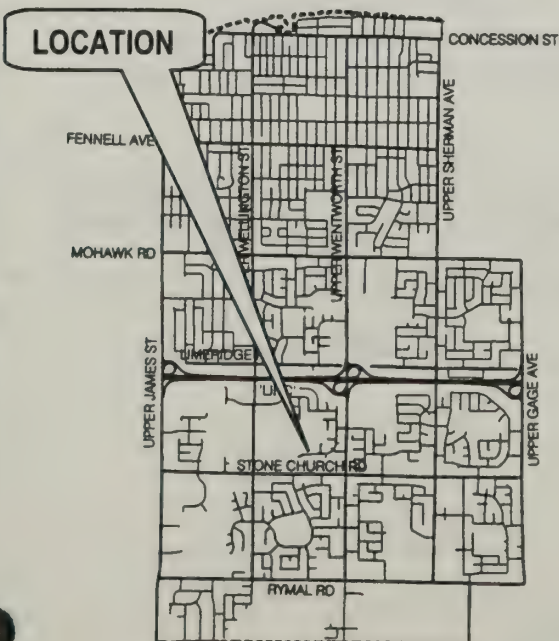 LOCATION
CONCESSION ST
FENNELL AVE
UPPER SHERMAN AVE
WELLINGTON ST
UPPER WENTWORTH ST
MOHAWK RD
LIMERIDGE
UPPER JAMES ST
UPPER GAGE AVE
STONE CHURCH RD
RYMAL RD